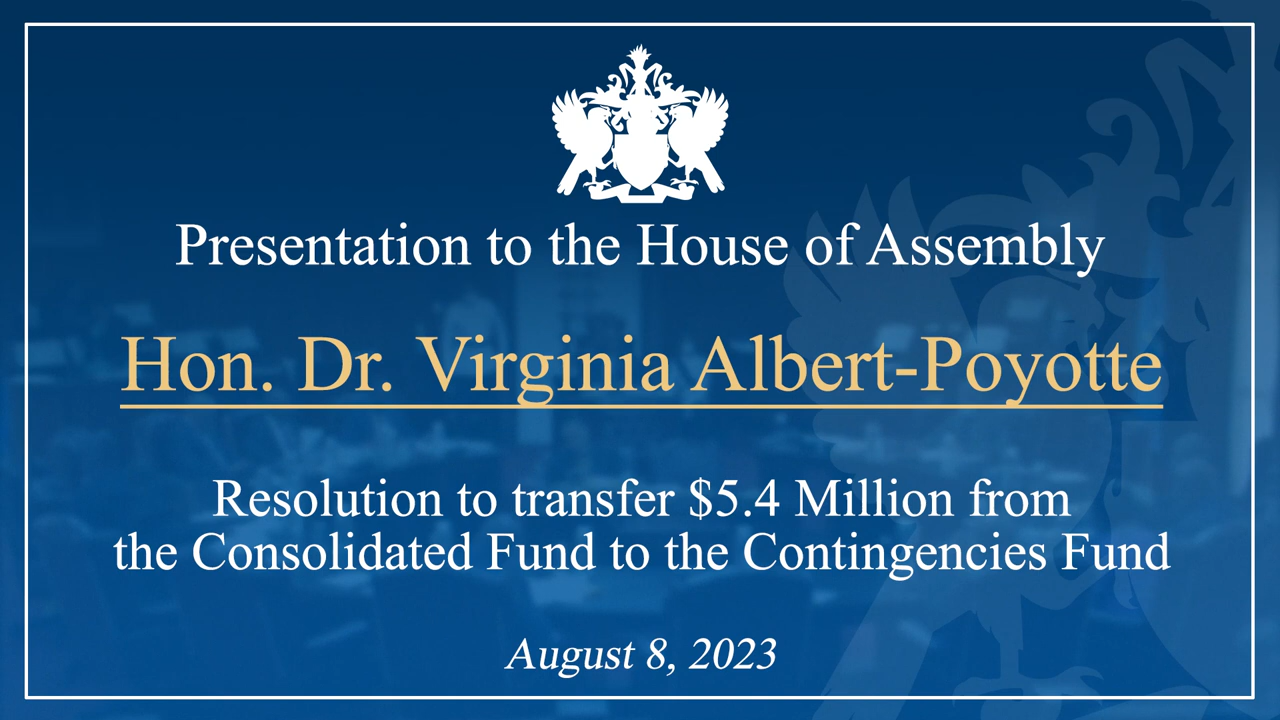 Presentation to the House of Assembly
Hon. Dr. Virginia Albert-Poyotte
Resolution to transfer $5.4 Million from
the Consolidated Fund to the Contingencies Fund
August 8, 2023